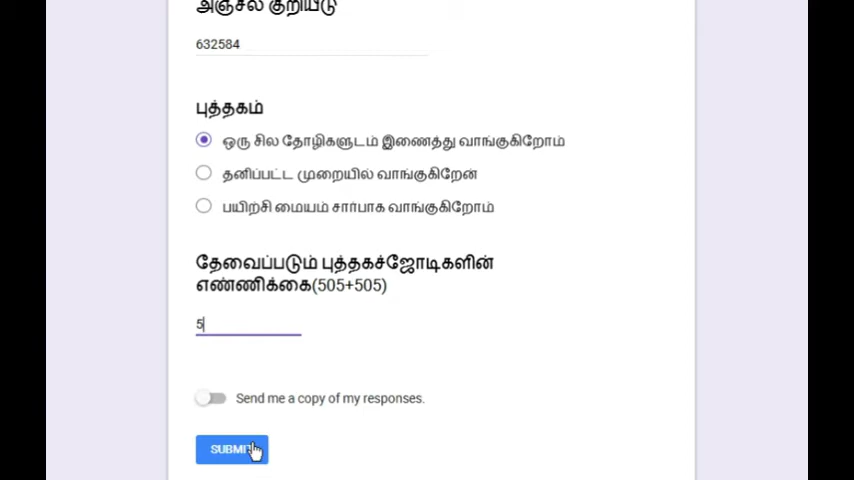 அஞ்சல் குறியீடு
632584
புத்தகம்
ஒரு சில தோழிகளுடம் இணைத்து வாங்குகிறோம்
தனிப்பட்ட முறையில் வாங்குகிறேன்
பயிற்சி மையம் சார்பாக வாங்குகிறோம்
தேவைப்படும் புத்தகச்ஜோடிகளின்
எண்ணிக்கை(505+505)
5
Send me a copy of my responses.
SUBMIT